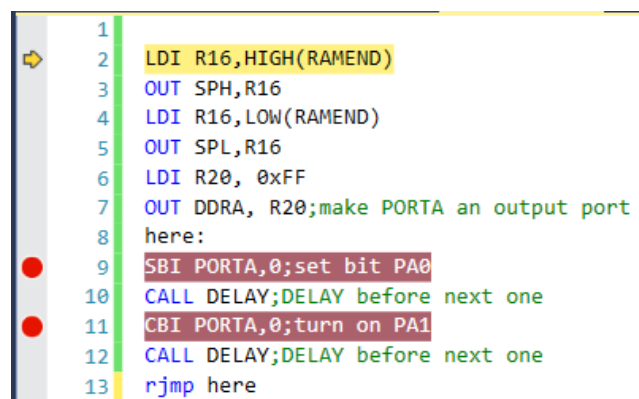 1
2 LDI R16,HIGH(RAMEND)
3 OUT SPH,R16
4 LDI R16,LOW(RAMEND)
5 OUT SPL,R16
6 LDI R20, 0xFF
7 OUT DDRA, R20;make PORTA an output port
8 here:
9 SBI PORTA,0;set bit PA0
10 CALL DELAY;DELAY before next one
11 CBI PORTA,0;turn on PA1
12 CALL DELAY;DELAY before next one
13 rjmp here